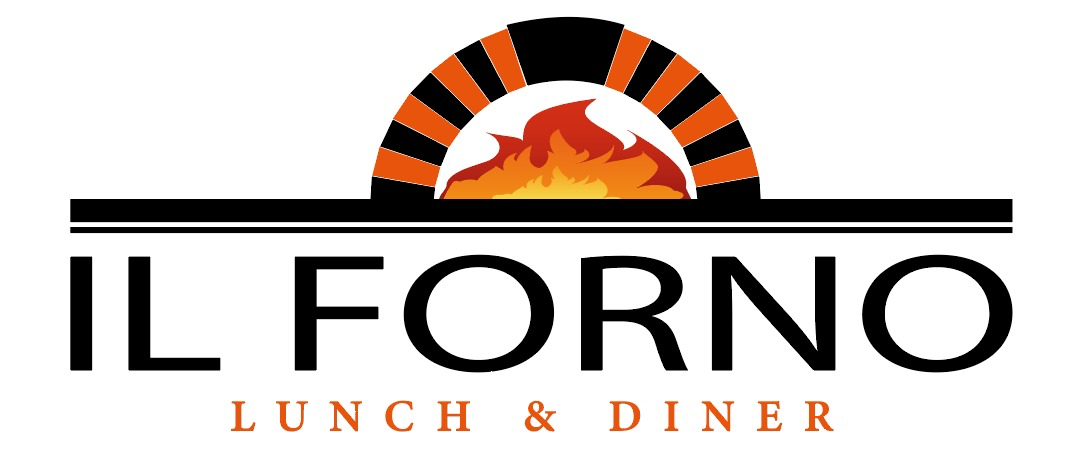 IL FORNO
LUNCH & DINER